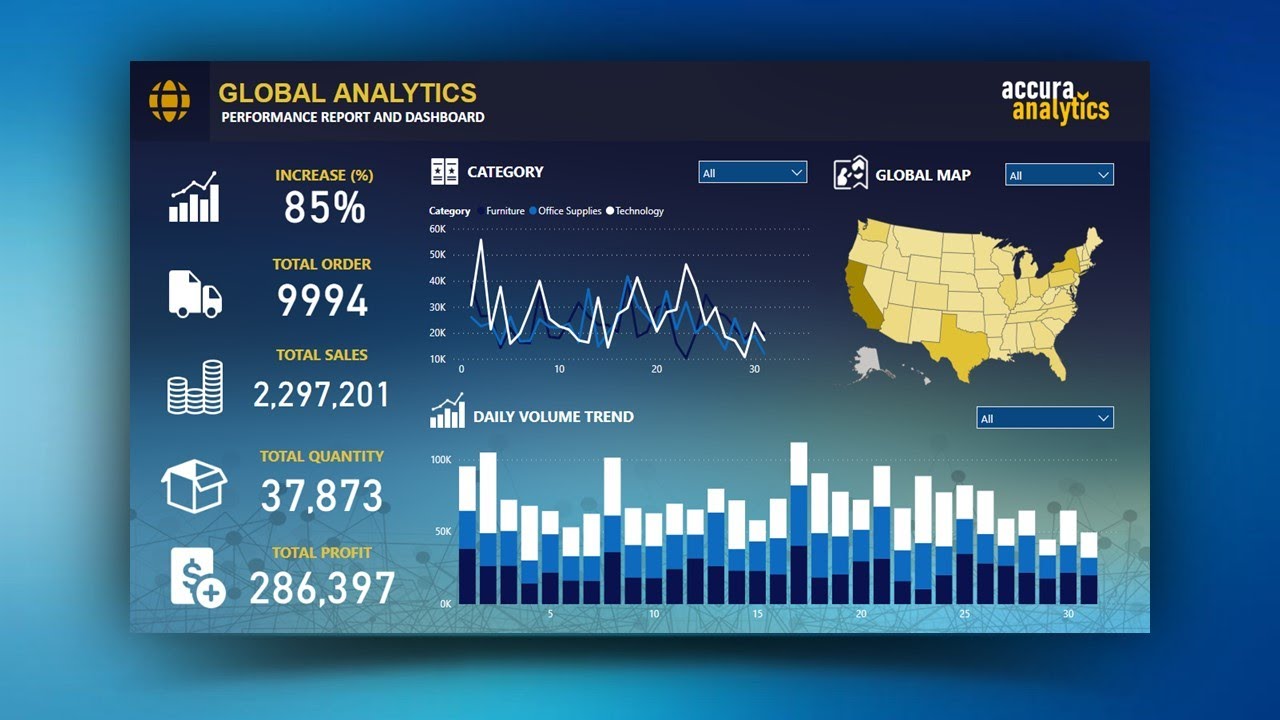 GLOBAL ANALYTICS
PERFORMANCE REPORT AND DASHBOARD
accura
analytics
INCREASE (%)
85%
TOTAL ORDER
9994
TOTAL SALES
2,297,201
TOTAL QUANTITY
37,873
TOTAL PROFIT
286,397
CATEGORY
All
Category Furniture Office Supplies Technology
60K
50K
40K
30K
20K
10K
0 10 20 30
GLOBAL MAP
All
DAILY VOLUME TREND
All
100K
50K
0K
5 10 15 20 25 30